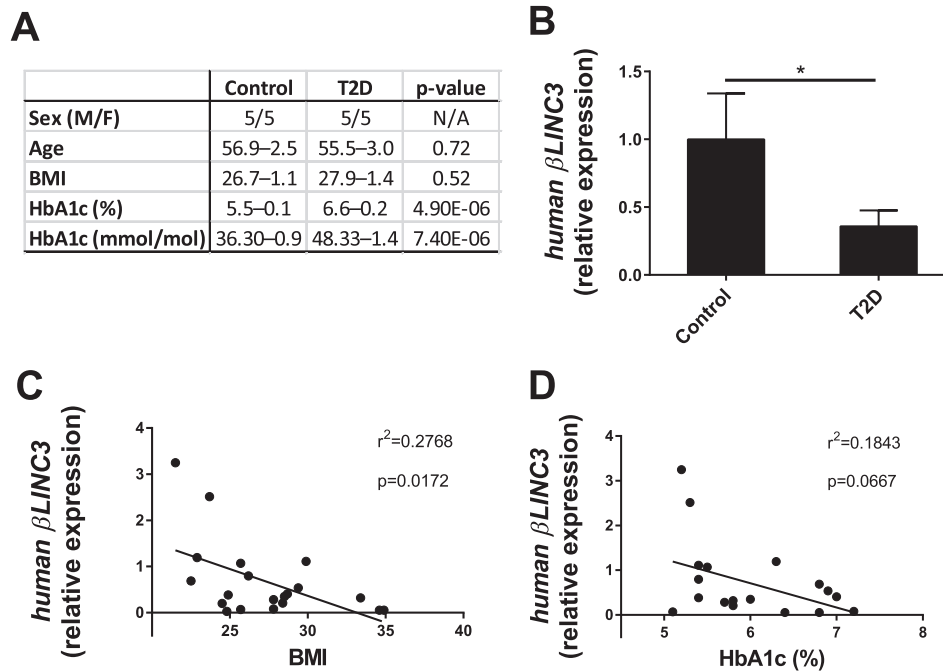 A
Control T2D p-value
Sex (M/F) 5/5 5/5 N/A
Age 56.9–2.5 55.5–3.0 0.72
BMI 26.7–1.1 27.9–1.4 0.52
HbA1c (%) 5.5–0.1 6.6–0.2 4.90E-06
HbA1c (mmol/mol) 36.30–0.9 48.33–1.4 7.40E-06
B
human βLINC3
(relative expression)
1.5
1.0
0.5
0.0
*
Control
T2D
C
human βLINC3
(relative expression)
4
3
2
1
0
r²=0.2768
p=0.0172
25 30 35 40
BMI
D
human βLINC3
(relative expression)
4
3
2
1
0
r²=0.1843
p=0.0667
5 6 7 8
HbA1c (%)